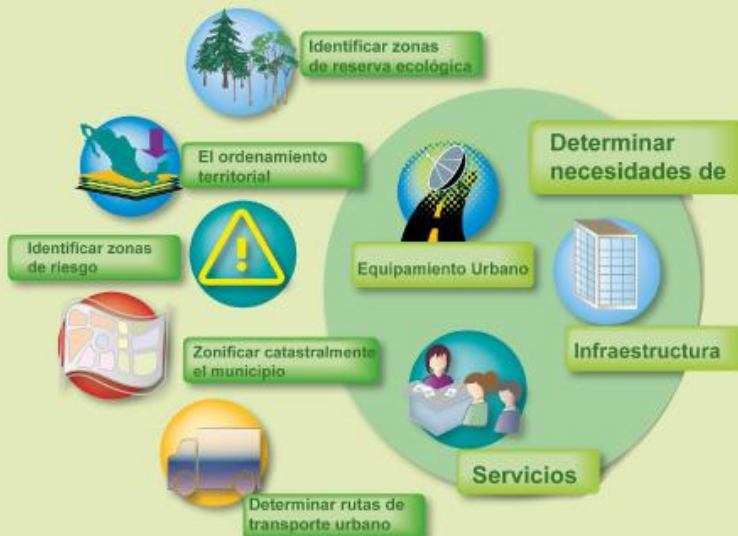 Identificar zonas
de reserva ecológica
El ordenamiento
territorial
Identificar zonas
de riesgo
Zonificar catastralmente
el municipio
Determinar rutas de
transporte urbano
Determinar
necesidades de
Equipamiento Urbano
Infraestructura
Servicios